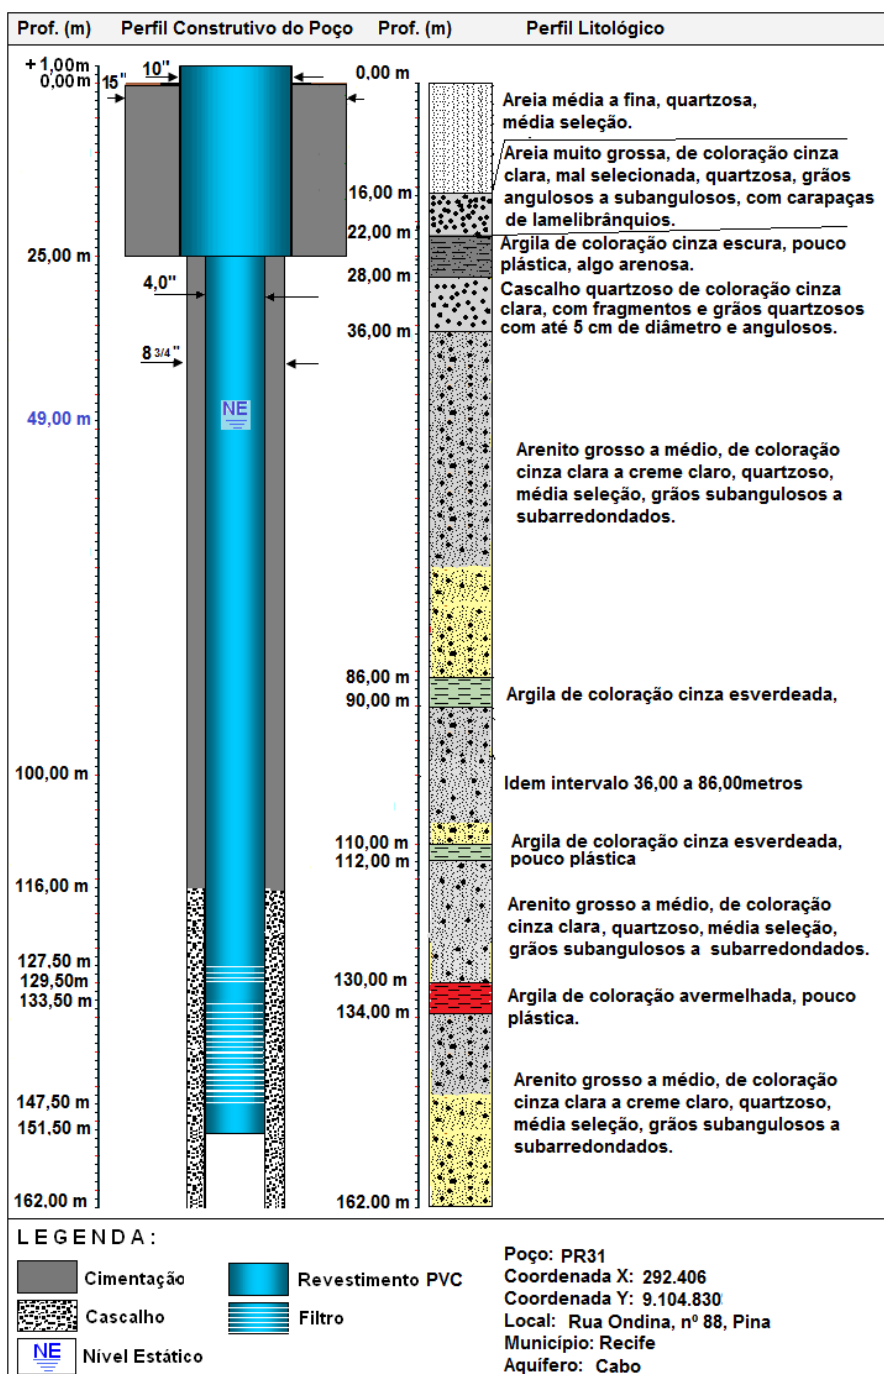 Prof. (m) Perfil Construtivo do Poço Prof. (m) Perfil Litológico
+ 1,00m
0,00m
15"
10"
25,00 m
4,0"
8 3/4"
NE
49,00 m
100,00 m
116,00 m
127,50 m
129,50m
133,50 m
147,50 m
151,50 m
162,00 m
0,00 m
16,00 m
22,00 m
28,00 m
36,00 m
86,00 m
90,00 m
110,00 m
112,00 m
130,00 m
134,00 m
162.00 m
Areia média a fina, quartzosa,
média seleção.
Areia muito grossa, de coloração cinza
clara, mal selecionada, quartzosa, grãos
angulosos a subangulosos, com carapaças
de lamelibrânquios.
Argila de coloração cinza escura, pouco
plástica, algo arenosa.
Cascalho quartzoso de coloração cinza
clara, com fragmentos e grãos quartzosos
com até 5 cm de diâmetro e angulosos.
Arenito grosso a médio, de coloração
cinza clara a creme claro, quartzoso,
média seleção, grãos subangulosos a
subarredondados.
Argila de coloração cinza esverdeada,
Idem intervalo 36,00 a 86,00metros
Argila de coloração cinza esverdeada,
pouco plástica
Arenito grosso a médio, de coloração
cinza clara, quartzoso, média seleção,
grãos subangulosos a subarredondados.
Argila de coloração avermelhada, pouco
plástica.
Arenito grosso a médio, de coloração
cinza clara a creme claro, quartzoso,
média seleção, grãos subangulosos a
subarredondados.
LEGENDA:
Cimentação
Cascalho
NE Nível Estático
Revestimento PVC
Filtro
Poço: PR31
Coordenada X: 292.406
Coordenada Y: 9.104.830
Local: Rua Ondina, nº 88, Pina
Município: Recife
Aquífero: Cabo